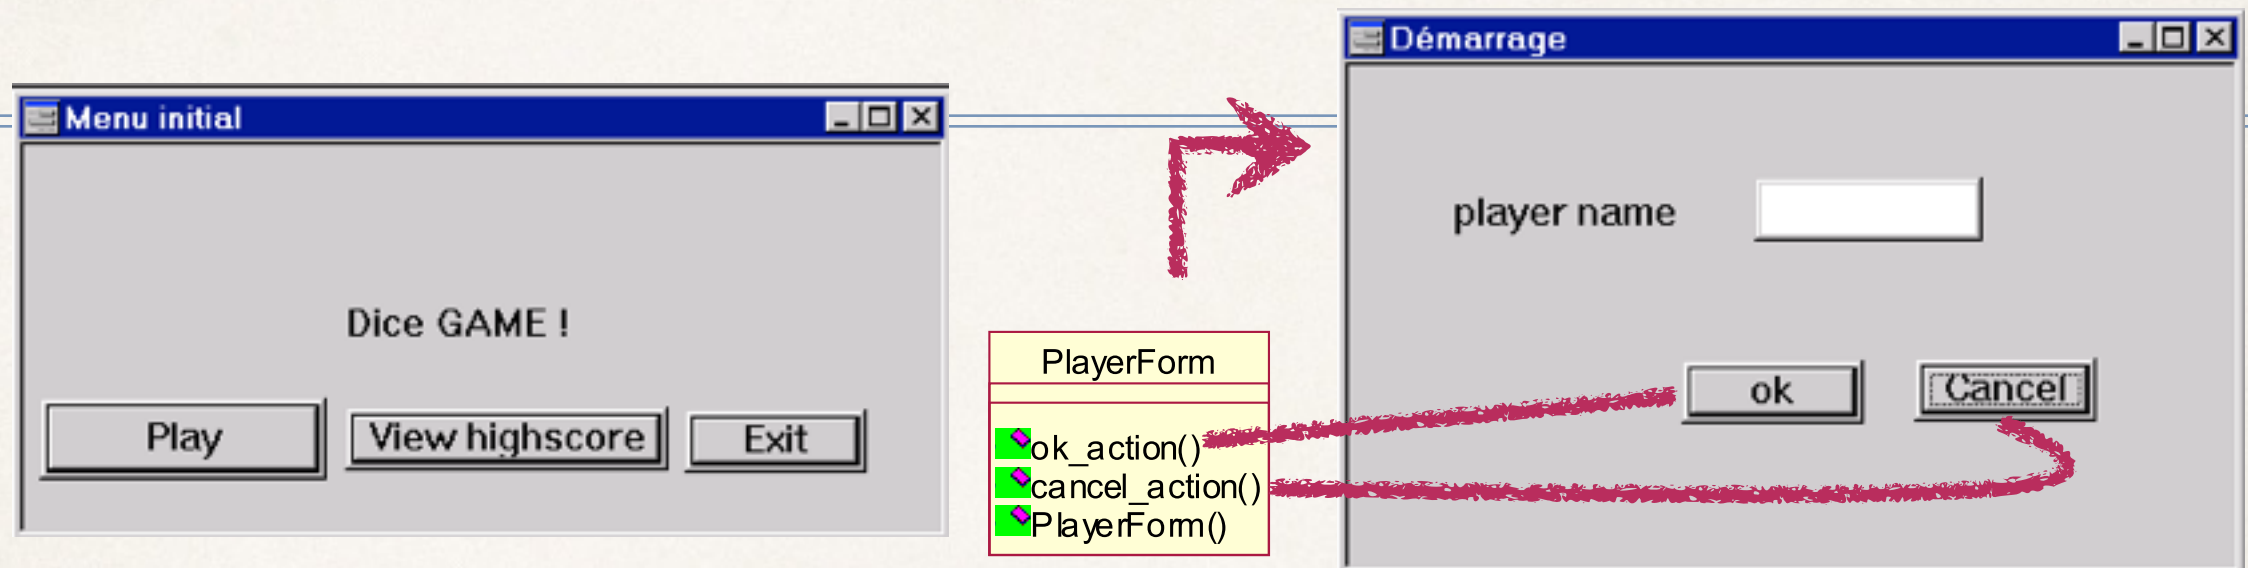 Menu initial
Dice GAME !
Play
View highscore
Exit
PlayerForm
ok_action()
cancel_action()
PlayerForm()
Démarrage
player name
ok
Cancel